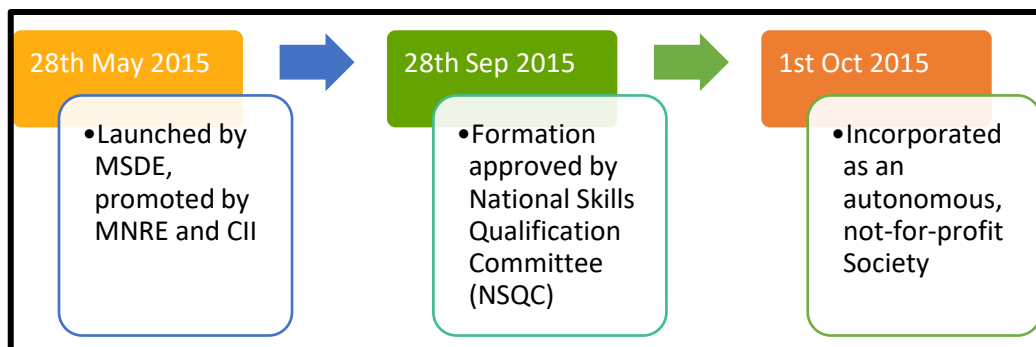 28th May 2015
•Launched by
MSDE,
promoted by
MNRE and CII
28th Sep 2015
•Formation
approved by
National Skills
Qualification
Committee
(NSQC)
1st Oct 2015
•Incorporated
as an
autonomous,
not-for-profit
Society